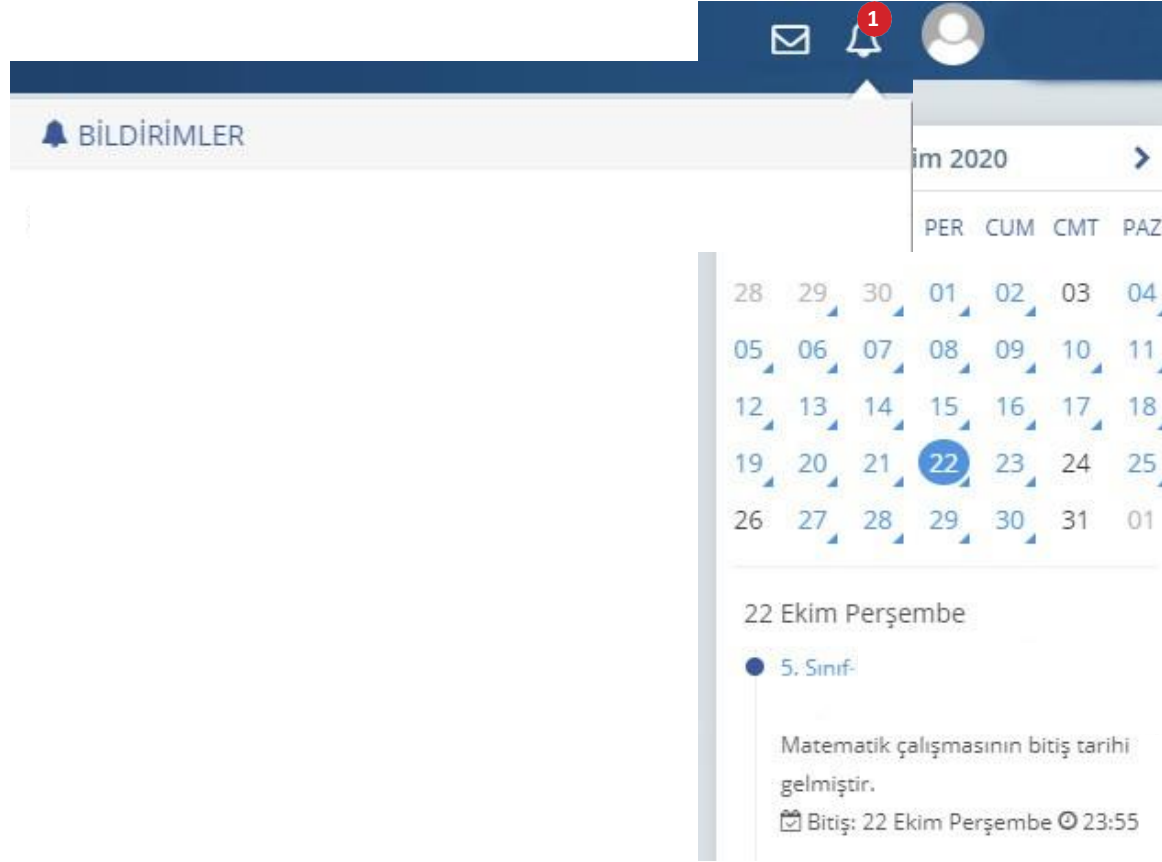 1
BİLDİRİMLER
im 2020
PER CUM CMT PAZ
28 29 30 01 02 03 04
05 06 07 08 09 10 11
12 13 14 15 16 17 18
19 20 21 22 23 24 25
26 27 28 29 30 31 01
22 Ekim Perşembe
5. Sınıf-
Matematik çalışmasının bitiş tarihi
gelmiştir.
Bitiş: 22 Ekim Perşembe 23:55